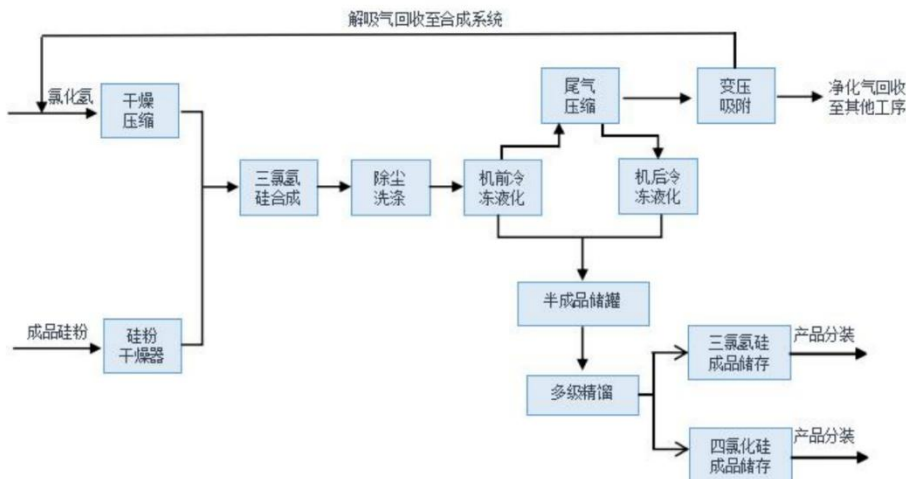 解吸气回收至合成系统
氯化氢
干燥
压缩
尾气
压缩
变压
吸附
净化气回收
至其他工序
三氯氢
硅合成
除尘
洗涤
机前冷
冻液化
机后冷
冻液化
半成品储罐
成品硅粉
硅粉
干燥器
三氯氢硅
成品储存
产品分装
多级精馏
四氯化硅
成品储存
产品分装